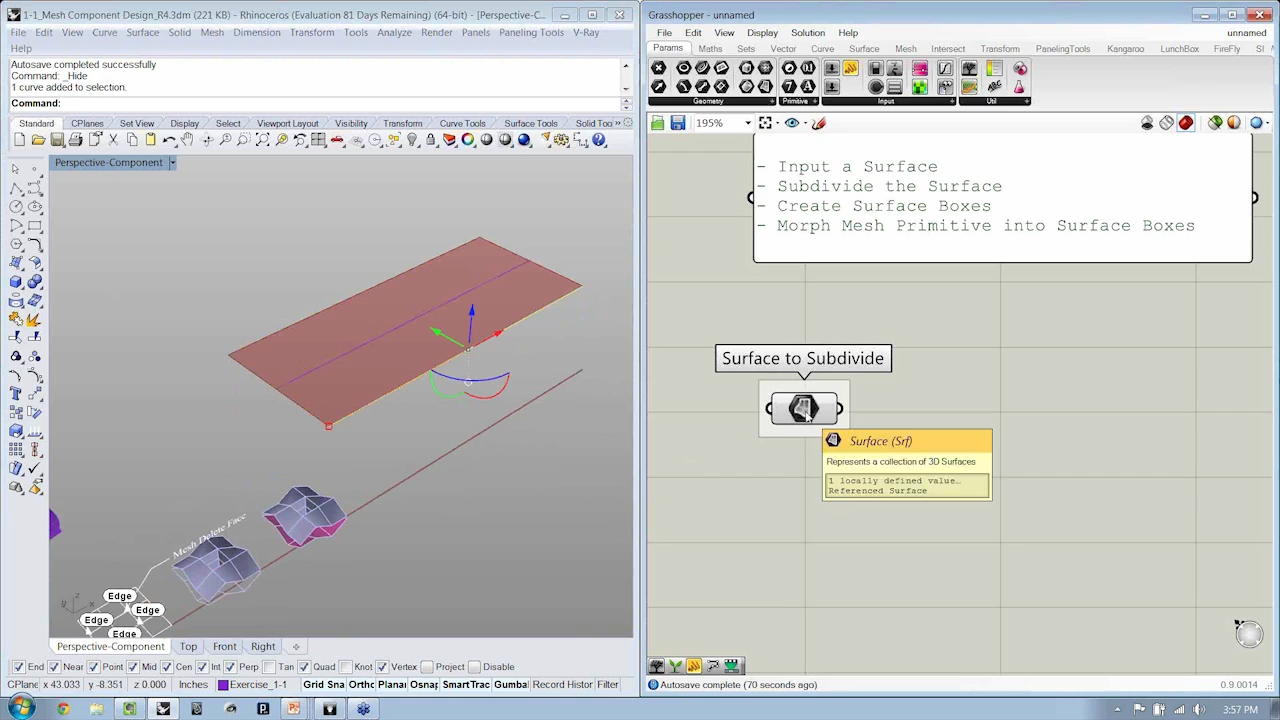 1-1_Mesh Component Design_R4.3dm (221 KB) - Rhinoceros (Evaluation 81 Days Remaining) (64-bit) - [Perspective-C...
File Edit View Curve Surface Solid Mesh Dimension Transform Tools Analyze Render Panels Paneling Tools V-Ray
Help
Autosave completed successfully
Command: _Hide
1 curve added to selection.
Command:
Standard CPlanes Set View Display Select Viewport Layout Visibility Transform Curve Tools Surface Tools Solid Too
Perspective-Component
Mesh Delete Face
Edge
Edge
Edge
Edge
z
y x
Perspective-Component Top Front Right
End Near Point Mid Cen Int Perp Tan Quad Knot Vertex Project Disable
CPlane x 43.033 y -8.351 z 0.000 Inches Exercise_1-1 Grid Sna Ortho Planar Osnap SmartTrac Gumba Record Histor Filter
Grasshopper - unnamed
File Edit View Display Solution Help unnamed
Params Maths Sets Vector Curve Surface Mesh Intersect Transform PanelingTools Kangaroo LunchBox FireFly
Geometry Primitive Input Util
195%
- Input a Surface
- Subdivide the Surface
- Create Surface Boxes
- Morph Mesh Primitive into Surface Boxes
Surface to Subdivide
Surface (Srf)
Represents a collection of 3D Surfaces
1 locally defined value…
Referenced Surface
Autosave complete (70 seconds ago) 0.9.0014
3:57 PM